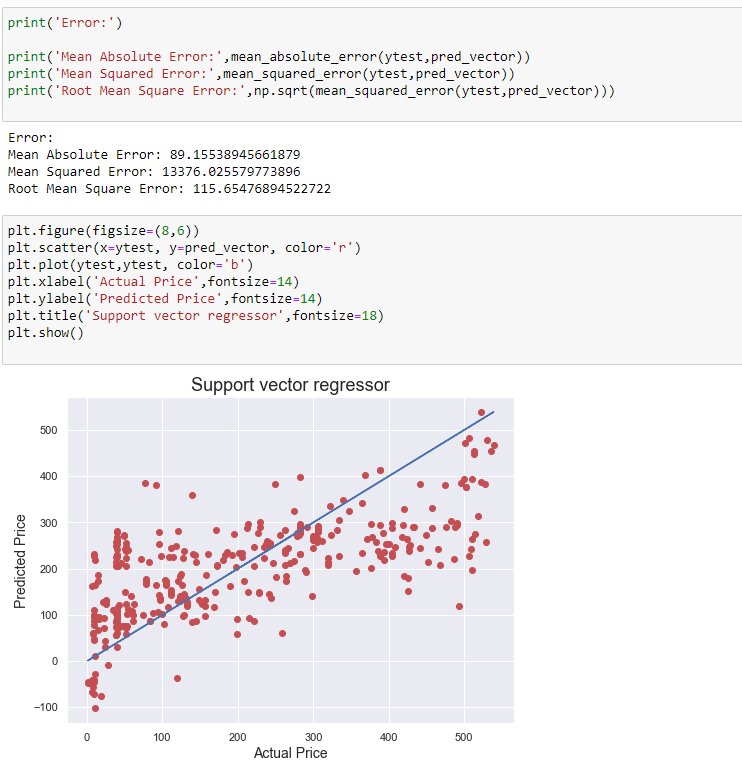 print('Error:')
print('Mean Absolute Error:',mean_absolute_error(ytest,pred_vector))
print('Mean Squared Error:',mean_squared_error(ytest,pred_vector))
print('Root Mean Square Error:',np.sqrt(mean_squared_error(ytest,pred_vector)))
Error:
Mean Absolute Error: 89.15538945661879
Mean Squared Error: 13376.025579773896
Root Mean Square Error: 115.65476894522722
plt.figure(figsize=(8,6))
plt.scatter(x=ytest, y=pred_vector, color='r')
plt.plot(ytest,ytest, color='b')
plt.xlabel('Actual Price',fontsize=14)
plt.ylabel('Predicted Price',fontsize=14)
plt.title('Support vector regressor',fontsize=18)
plt.show()
Support vector regressor
Predicted Price
500
400
300
200
100
0
−100
0 100 200 300 400 500
Actual Price